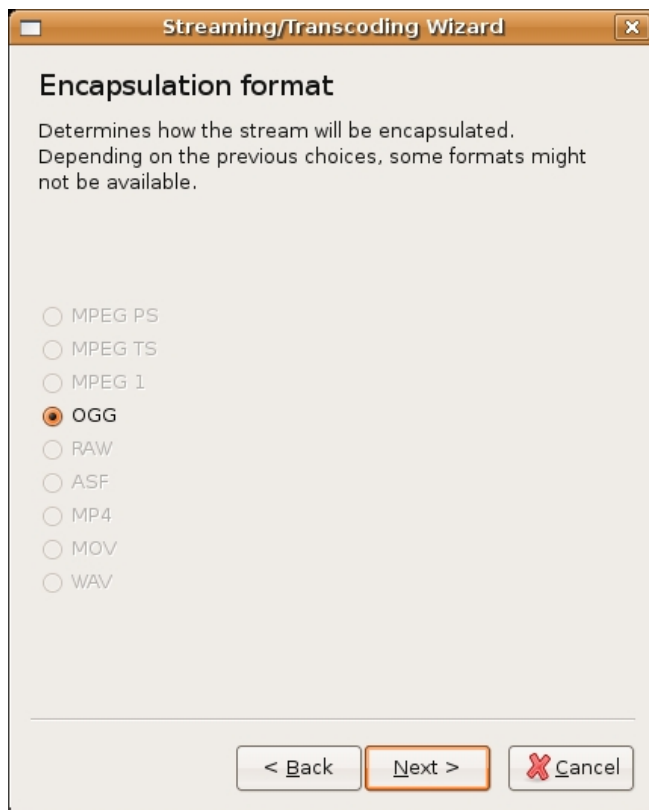 Streaming/Transcoding Wizard
Encapsulation format
Determines how the stream will be encapsulated.
Depending on the previous choices, some formats might
not be available.
MPEG PS
MPEG TS
MPEG 1
OGG
RAW
ASF
MP4
MOV
WAV
< Back
Next >
Cancel